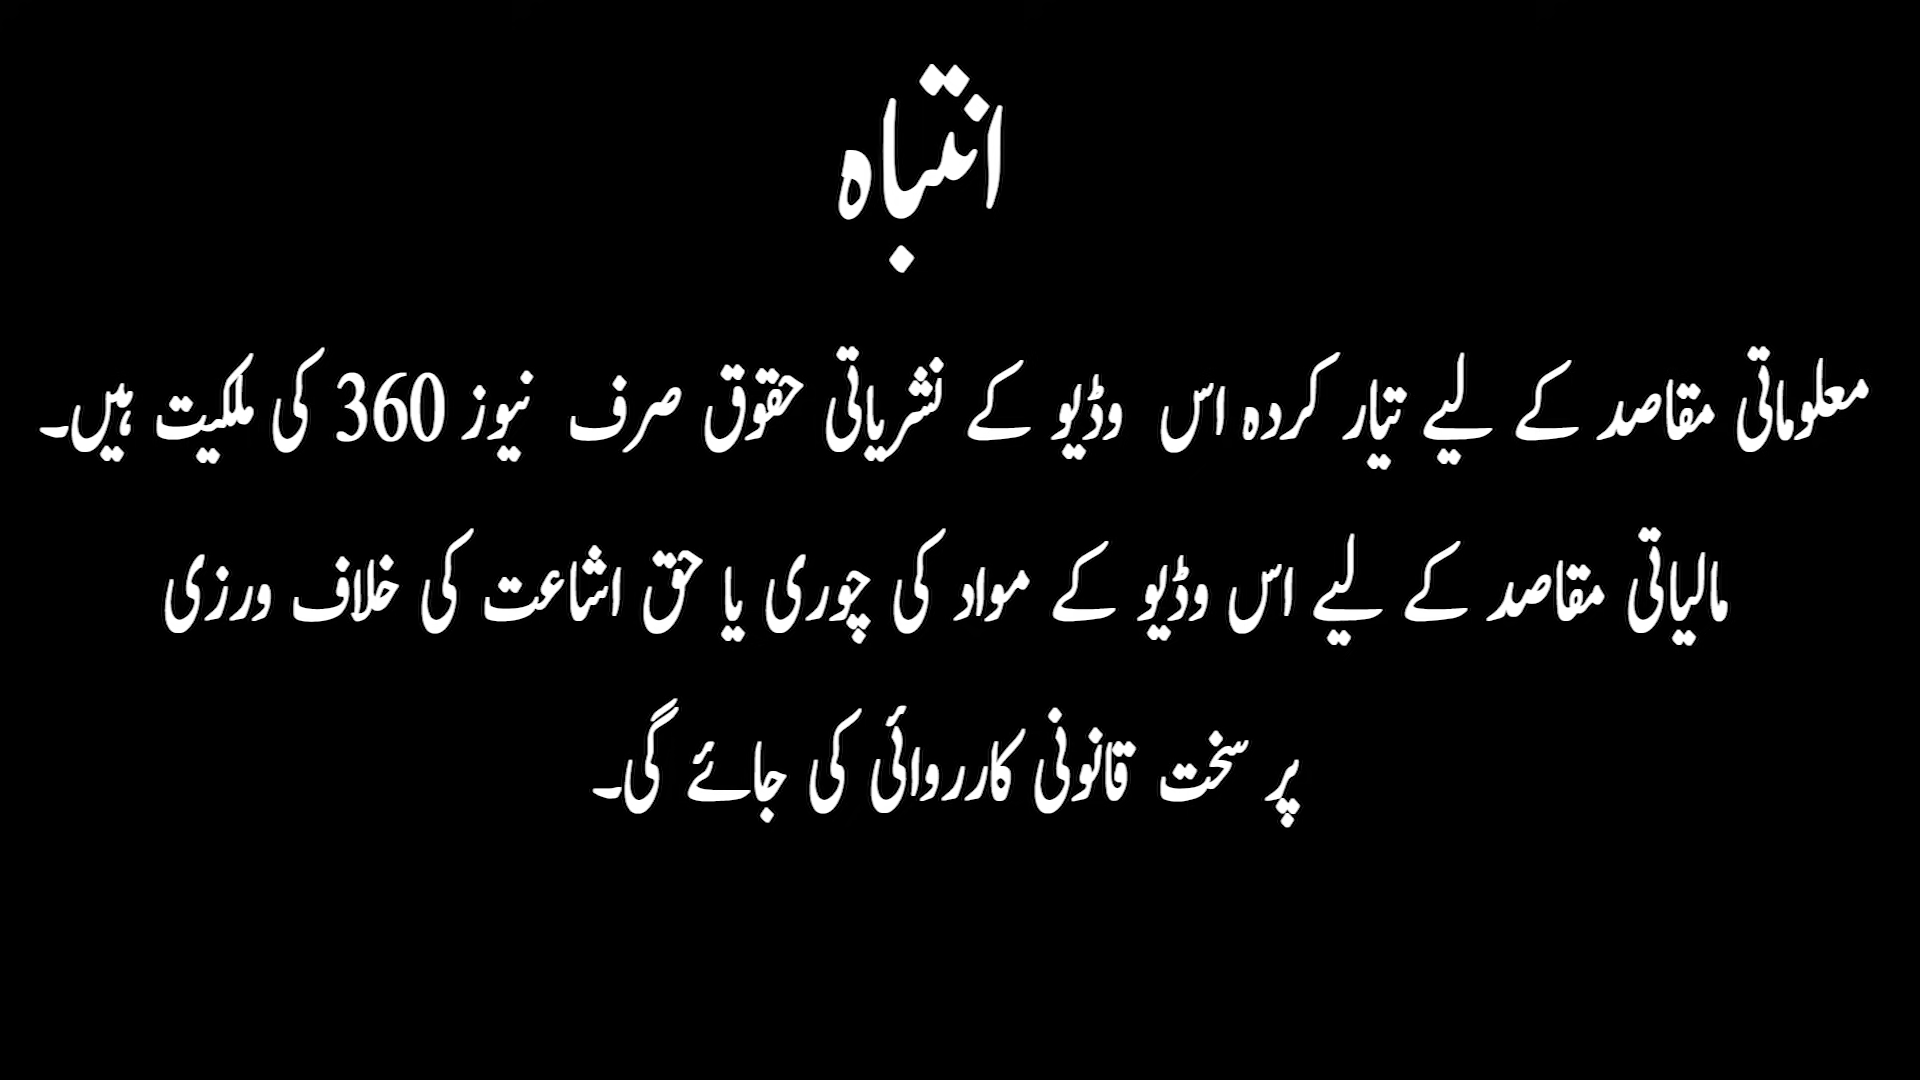 انتباہ
معلوماتی مقاصد کے لیے تیار کردہ اس وڈیو کے نشریاتی حقوق صرف نیوز 360 کی ملکیت ہیں۔
مالیاتی مقاصد کے لیے اس وڈیو کے مواد کی چوری یا حق اشاعت کی خلاف ورزی
پر سخت قانونی کارروائی کی جائے گی۔